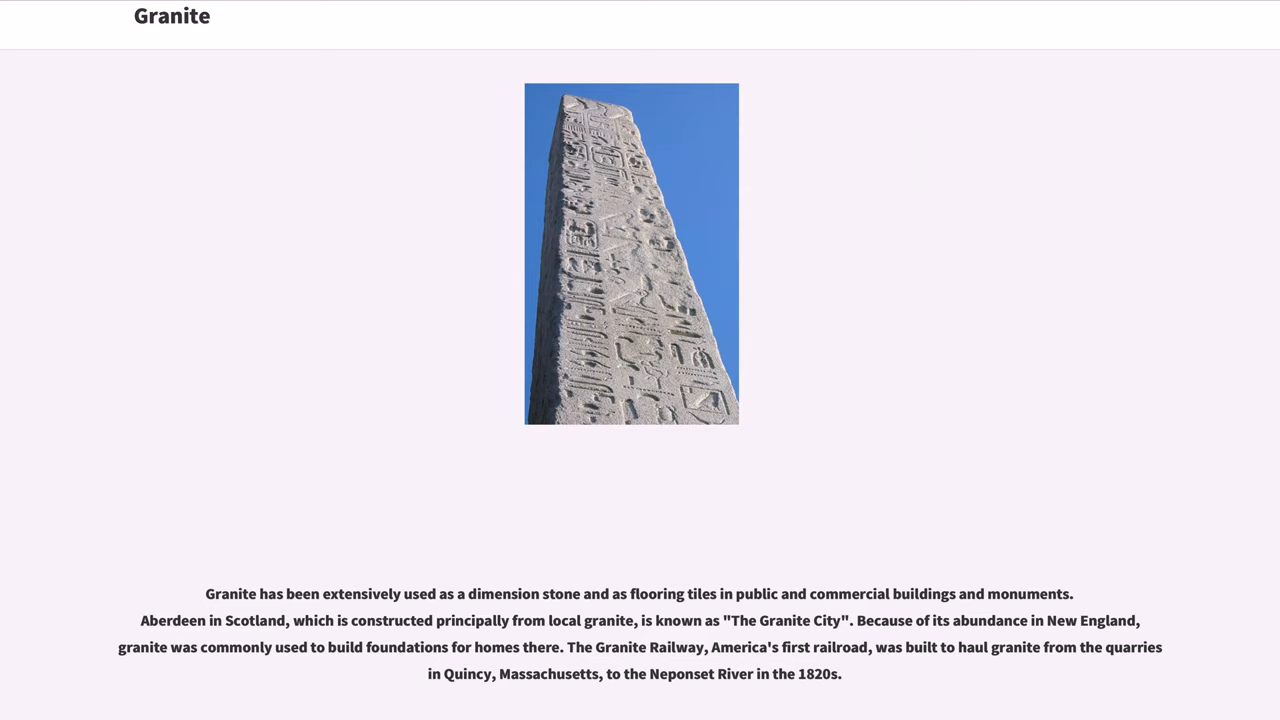 Granite
Granite has been extensively used as a dimension stone and as flooring tiles in public and commercial buildings and monuments.
Aberdeen in Scotland, which is constructed principally from local granite, is known as "The Granite City". Because of its abundance in New England,
granite was commonly used to build foundations for homes there. The Granite Railway, America's first railroad, was built to haul granite from the quarries
in Quincy, Massachusetts, to the Neponset River in the 1820s.